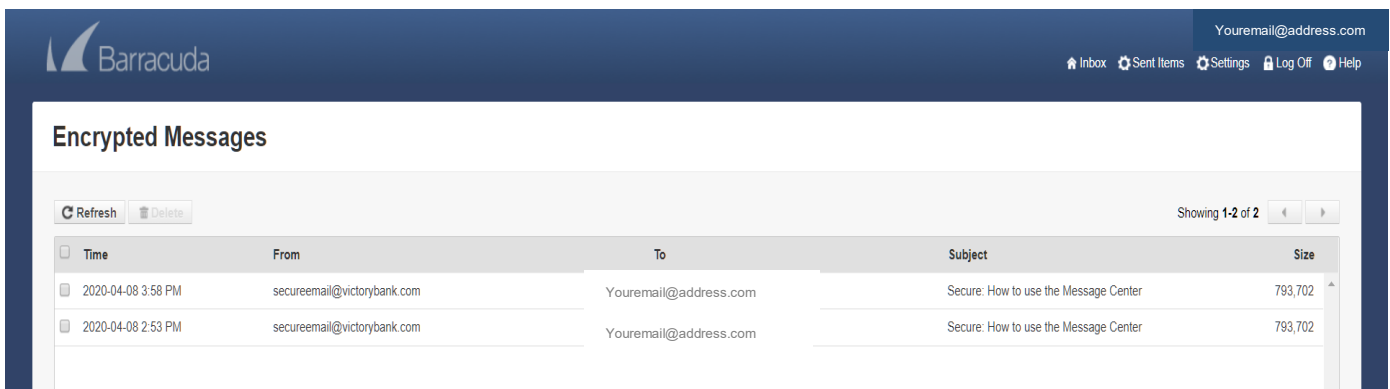 Youremail@address.com
Barracuda
Inbox Sent Items Settings Log Off Help
Encrypted Messages
Refresh Delete Showing 1-2 of 2
Time From To Subject Size
2020-04-08 3:58 PM secureemail@victorybank.com Youremail@address.com Secure: How to use the Message Center 793,702
2020-04-08 2:53 PM secureemail@victorybank.com Youremail@address.com Secure: How to use the Message Center 793,702